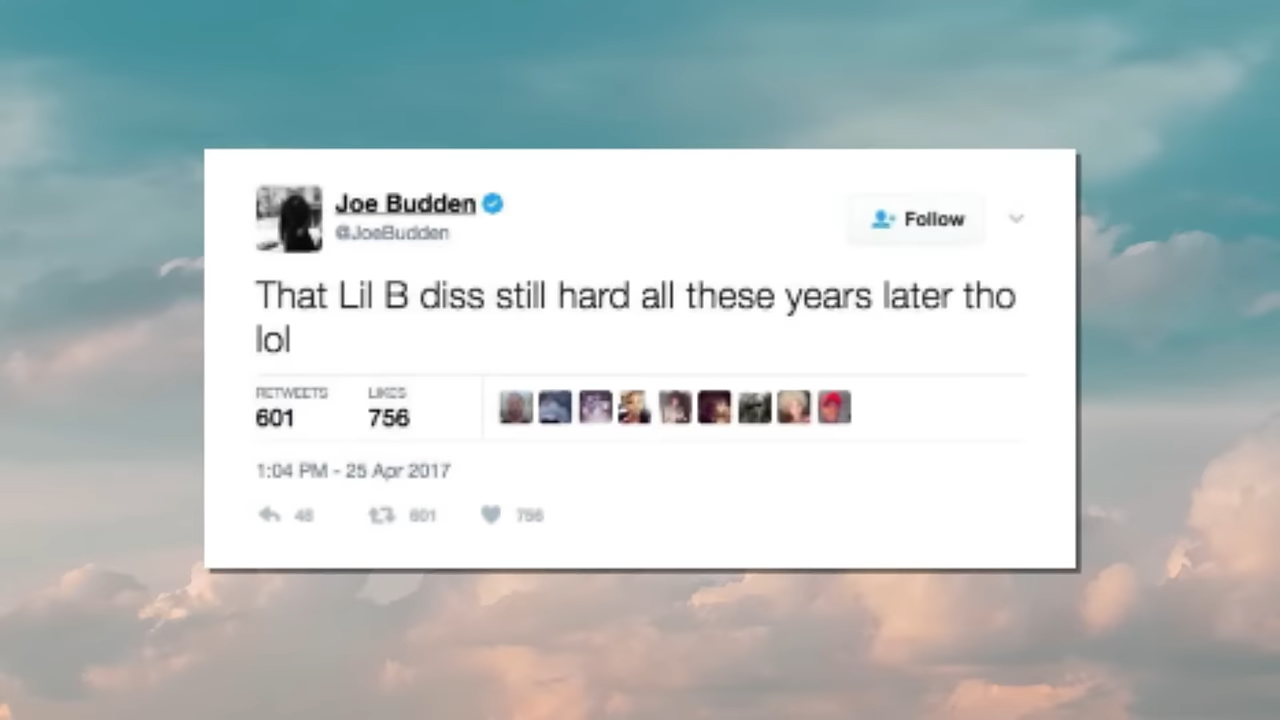 Joe Budden
@JoeBudden
Follow
That Lil B diss still hard all these years later tho
lol
RETWEETS LIKES
601 756
1:04 PM - 25 Apr 2017
48 601 756